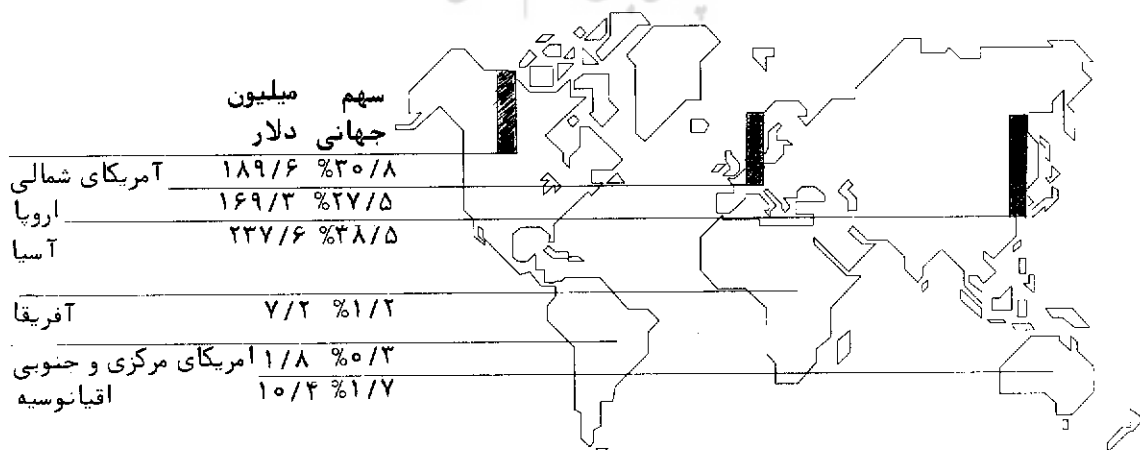 سهم میلیون
جهانی دلار
%۳۰/۸ ۱۸۹/۶ آمریکای شمالی
%۲۷/۵ ۱۶۹/۳ اروپا
%۳۸/۵ ۲۳۷/۶ آسیا
%۱/۲ ۷/۲ آفریقا
%۰/۳ ۱/۸ امریکای مرکزی و جنوبی
%۱/۷ ۱۰/۴ اقیانوسیه